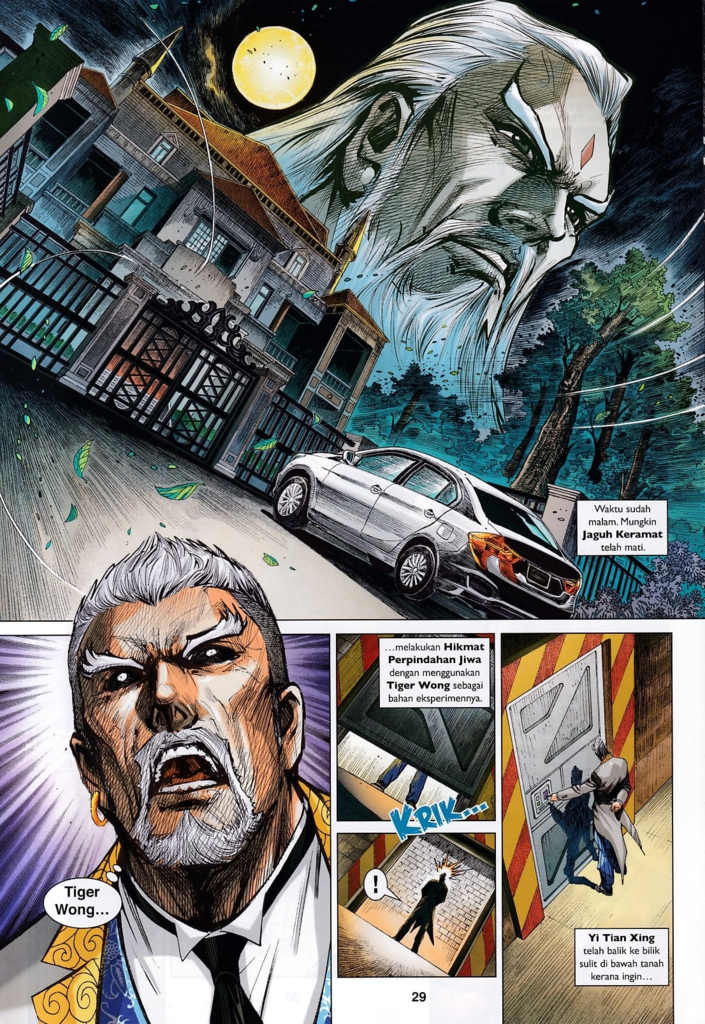 Waktu sudah
malam. Mungkin
Jaguh Keramat
telah mati.
Yi Tian Xing
telah balik ke bilik
sulit di bawah tanah
kerana ingin…
…melakukan Hikmat
Perpindahan Jiwa
dengan menggunakan
Tiger Wong sebagai
bahan eksperimennya.
KRIK...
!
Tiger
Wong…
29